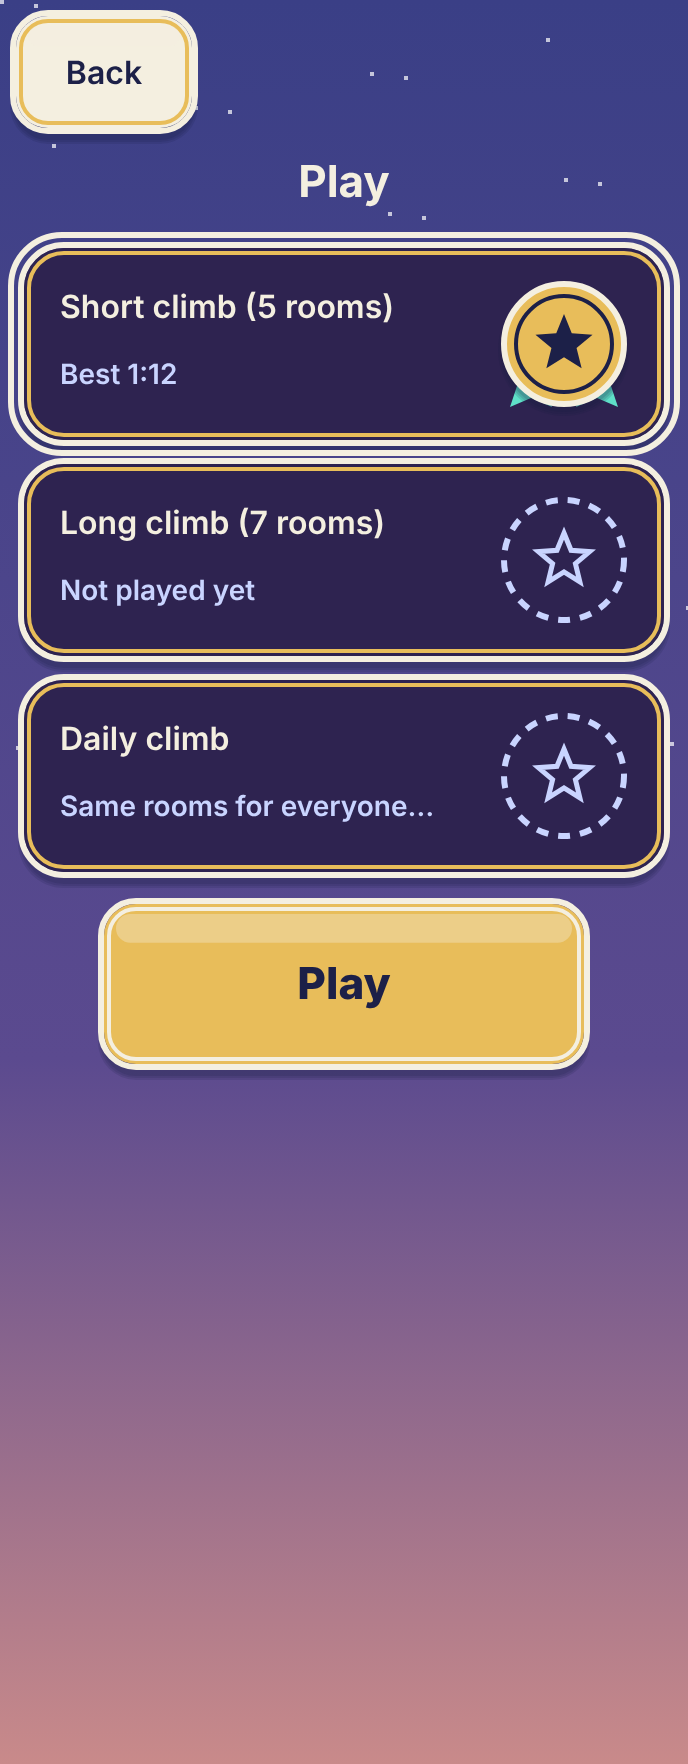 Back
Play
Short climb (5 rooms)
Best 1:12
Long climb (7 rooms)
Not played yet
Daily climb
Same rooms for everyone...
Play